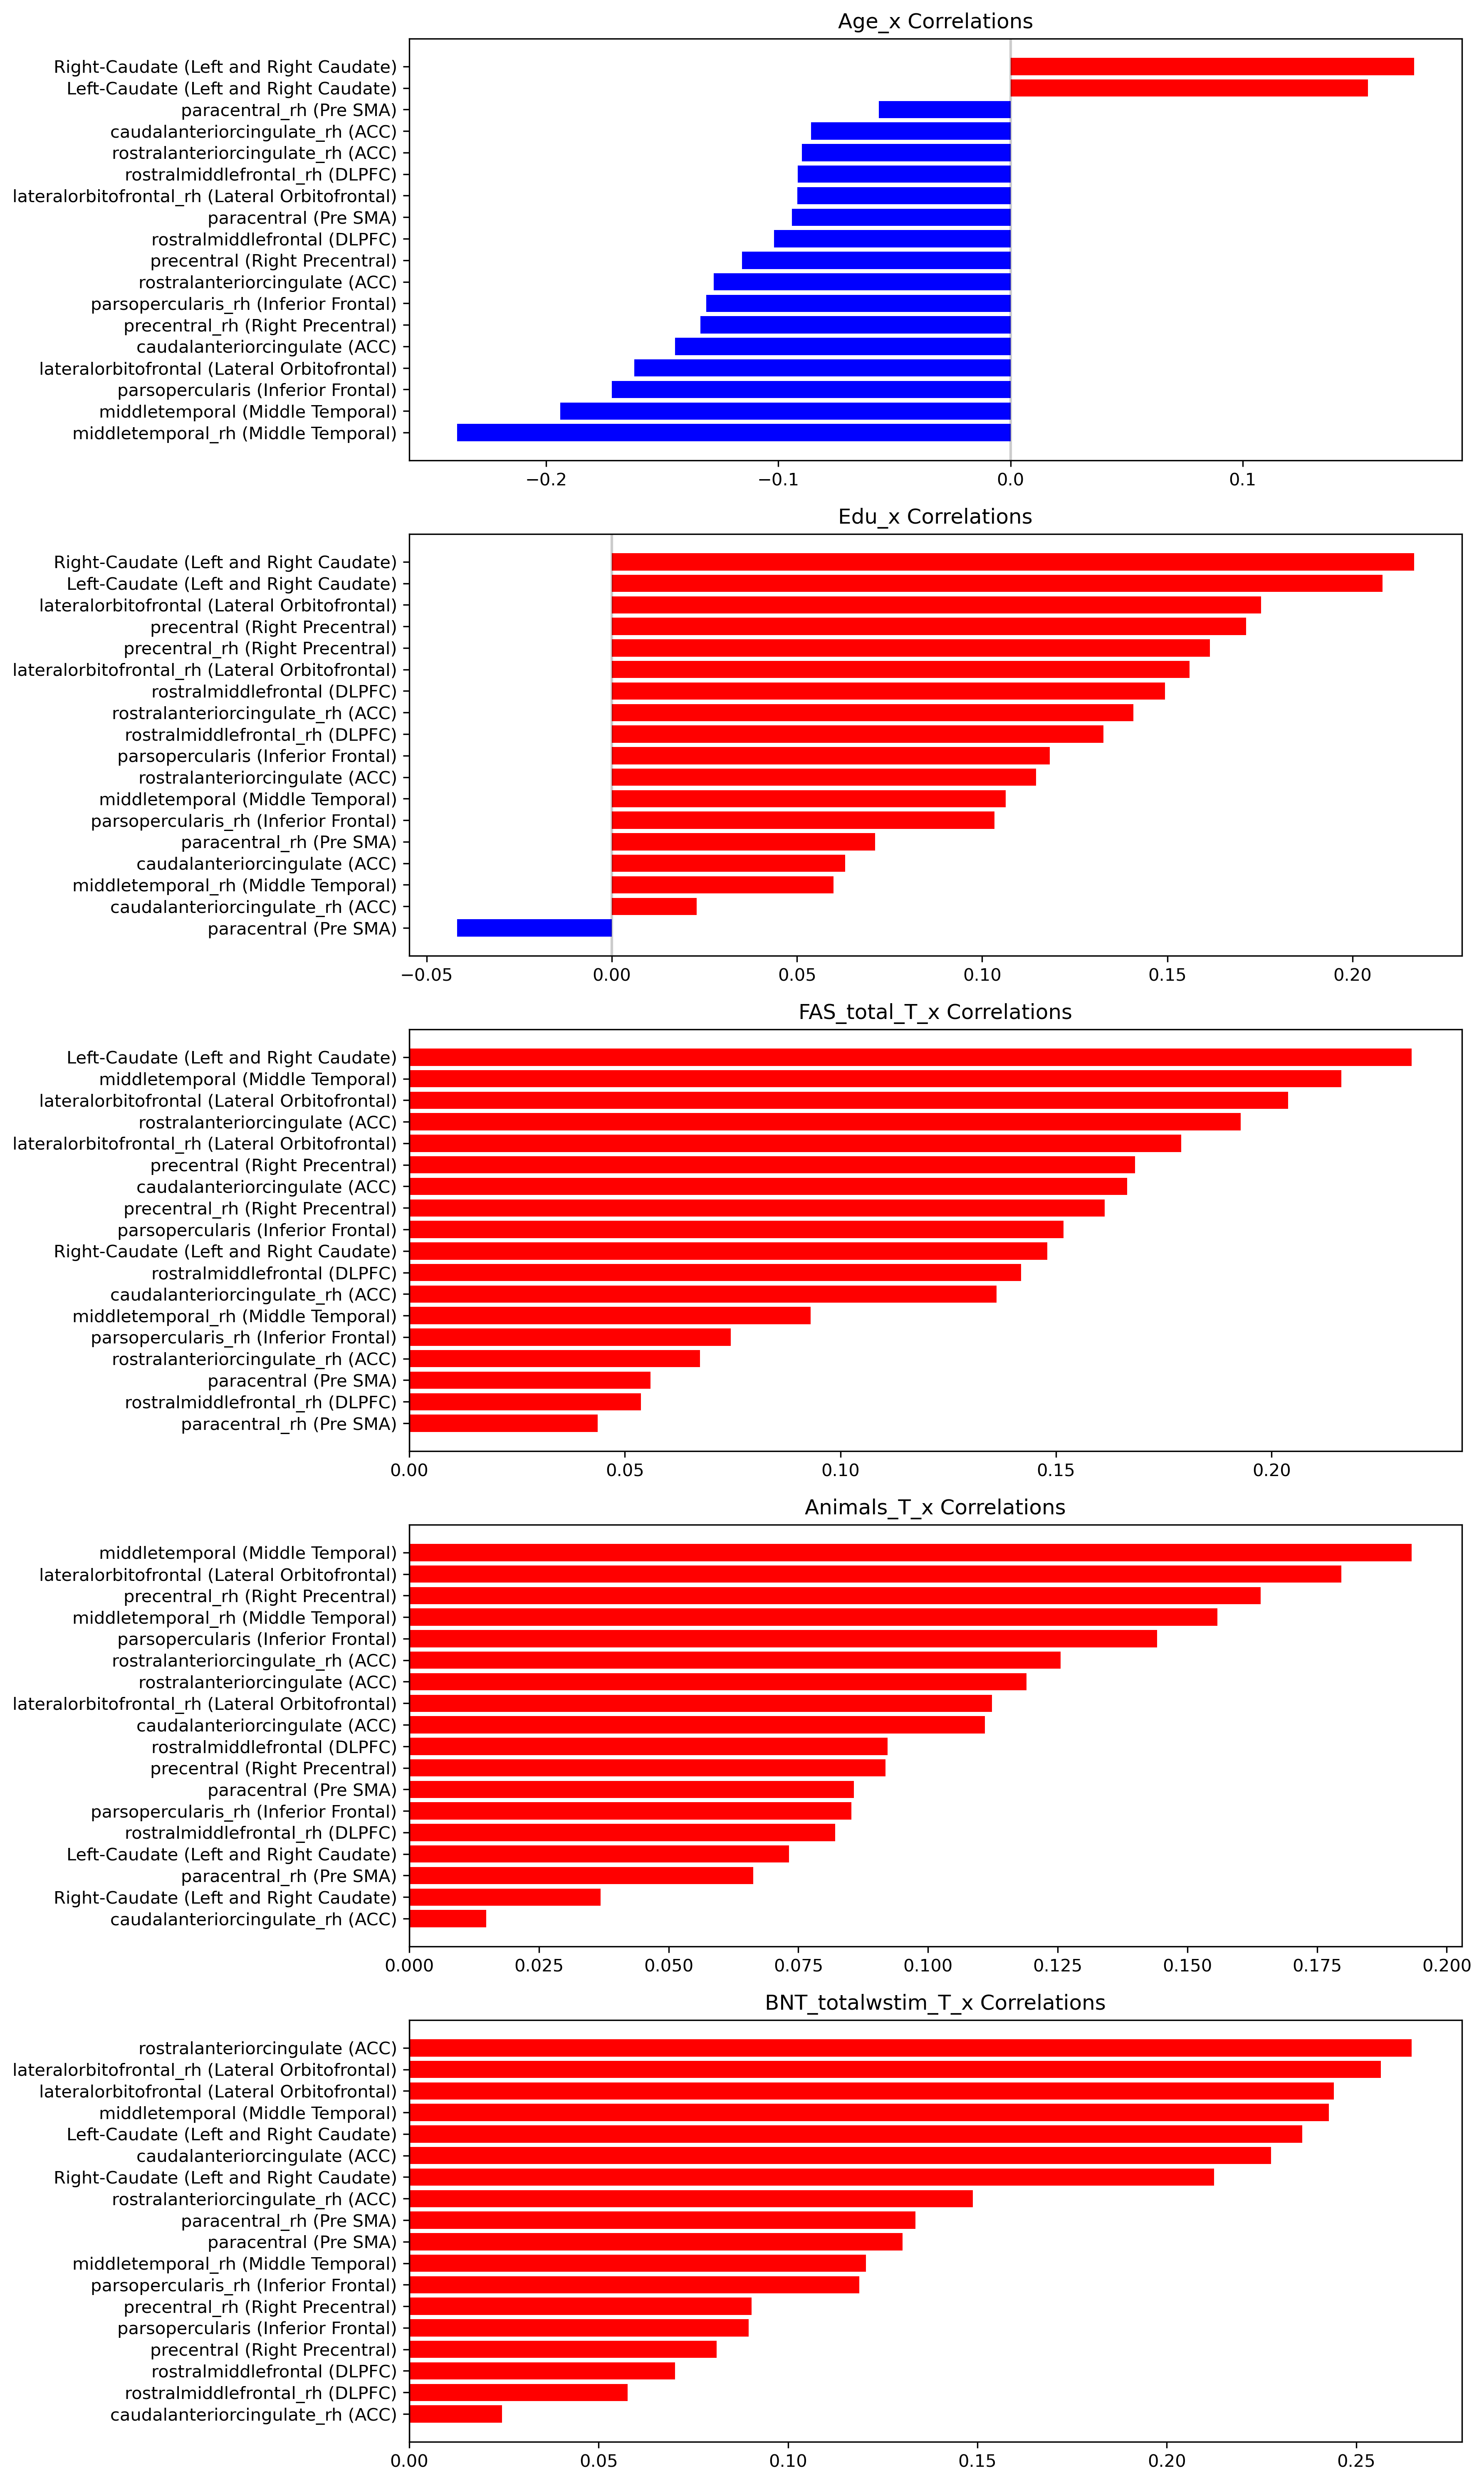 Age_x Correlations
Right-Caudate (Left and Right Caudate)
Left-Caudate (Left and Right Caudate)
paracentral_rh (Pre SMA)
caudalanteriorcingulate_rh (ACC)
rostralanteriorcingulate_rh (ACC)
rostralmiddlefrontal_rh (DLPFC)
lateralorbitofrontal_rh (Lateral Orbitofrontal)
paracentral (Pre SMA)
rostralmiddlefrontal (DLPFC)
precentral (Right Precentral)
rostralanteriorcingulate (ACC)
parsopercularis_rh (Inferior Frontal)
precentral_rh (Right Precentral)
caudalanteriorcingulate (ACC)
lateralorbitofrontal (Lateral Orbitofrontal)
parsopercularis (Inferior Frontal)
middletemporal (Middle Temporal)
middletemporal_rh (Middle Temporal)
−0.2 −0.1 0.0 0.1
Edu_x Correlations
Right-Caudate (Left and Right Caudate)
Left-Caudate (Left and Right Caudate)
lateralorbitofrontal (Lateral Orbitofrontal)
precentral (Right Precentral)
precentral_rh (Right Precentral)
lateralorbitofrontal_rh (Lateral Orbitofrontal)
rostralmiddlefrontal (DLPFC)
rostralanteriorcingulate_rh (ACC)
rostralmiddlefrontal_rh (DLPFC)
parsopercularis (Inferior Frontal)
rostralanteriorcingulate (ACC)
middletemporal (Middle Temporal)
parsopercularis_rh (Inferior Frontal)
paracentral_rh (Pre SMA)
caudalanteriorcingulate (ACC)
middletemporal_rh (Middle Temporal)
caudalanteriorcingulate_rh (ACC)
paracentral (Pre SMA)
−0.05 0.00 0.05 0.10 0.15 0.20
FAS_total_T_x Correlations
Left-Caudate (Left and Right Caudate)
middletemporal (Middle Temporal)
lateralorbitofrontal (Lateral Orbitofrontal)
rostralanteriorcingulate (ACC)
lateralorbitofrontal_rh (Lateral Orbitofrontal)
precentral (Right Precentral)
caudalanteriorcingulate (ACC)
precentral_rh (Right Precentral)
parsopercularis (Inferior Frontal)
Right-Caudate (Left and Right Caudate)
rostralmiddlefrontal (DLPFC)
caudalanteriorcingulate_rh (ACC)
middletemporal_rh (Middle Temporal)
parsopercularis_rh (Inferior Frontal)
rostralanteriorcingulate_rh (ACC)
paracentral (Pre SMA)
rostralmiddlefrontal_rh (DLPFC)
paracentral_rh (Pre SMA)
0.00 0.05 0.10 0.15 0.20
Animals_T_x Correlations
middletemporal (Middle Temporal)
lateralorbitofrontal (Lateral Orbitofrontal)
precentral_rh (Right Precentral)
middletemporal_rh (Middle Temporal)
parsopercularis (Inferior Frontal)
rostralanteriorcingulate_rh (ACC)
rostralanteriorcingulate (ACC)
lateralorbitofrontal_rh (Lateral Orbitofrontal)
caudalanteriorcingulate (ACC)
rostralmiddlefrontal (DLPFC)
precentral (Right Precentral)
paracentral (Pre SMA)
parsopercularis_rh (Inferior Frontal)
rostralmiddlefrontal_rh (DLPFC)
Left-Caudate (Left and Right Caudate)
paracentral_rh (Pre SMA)
Right-Caudate (Left and Right Caudate)
caudalanteriorcingulate_rh (ACC)
0.000 0.025 0.050 0.075 0.100 0.125 0.150 0.175 0.200
BNT_totalwstim_T_x Correlations
rostralanteriorcingulate (ACC)
lateralorbitofrontal_rh (Lateral Orbitofrontal)
lateralorbitofrontal (Lateral Orbitofrontal)
middletemporal (Middle Temporal)
Left-Caudate (Left and Right Caudate)
caudalanteriorcingulate (ACC)
Right-Caudate (Left and Right Caudate)
rostralanteriorcingulate_rh (ACC)
paracentral_rh (Pre SMA)
paracentral (Pre SMA)
middletemporal_rh (Middle Temporal)
parsopercularis_rh (Inferior Frontal)
precentral_rh (Right Precentral)
parsopercularis (Inferior Frontal)
precentral (Right Precentral)
rostralmiddlefrontal (DLPFC)
rostralmiddlefrontal_rh (DLPFC)
caudalanteriorcingulate_rh (ACC)
0.00 0.05 0.10 0.15 0.20 0.25